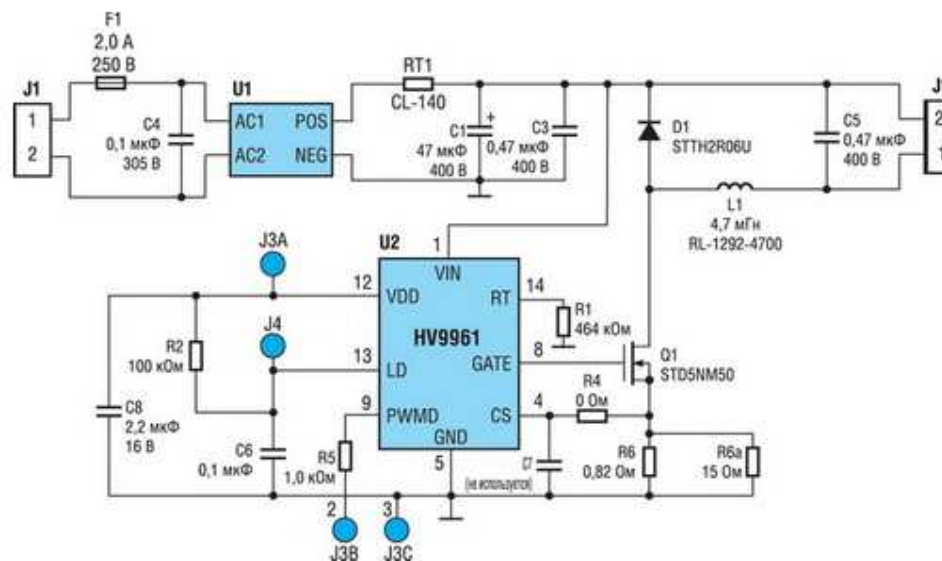 F1
2,0 А
250 В
J1
1
2
C4
0,1 мкФ
305 В
U1
AC1
POS
AC2
NEG
RT1
CL-140
+
C1
47 мкФ
400 В
C3
0,47 мкФ
400 В
D1
STTH2R06U
C5
0,47 мкФ
400 В
2
1
L1
4,7 мГн
RL-1292-4700
J3A
J4
U2
1
VIN
12
VDD
RT
14
HV9961
13
LD
GATE
8
9
PWMD
CS
4
GND
5
R1
464 кОм
Q1
STD5NM50
R4
0 Ом
R2
100 кОм
C8
2,2 мкФ
16 В
C6
0,1 мкФ
R5
1,0 кОм
C7
(не используется)
R6
0,82 Ом
R6a
15 Ом
2
J3B
3
J3C